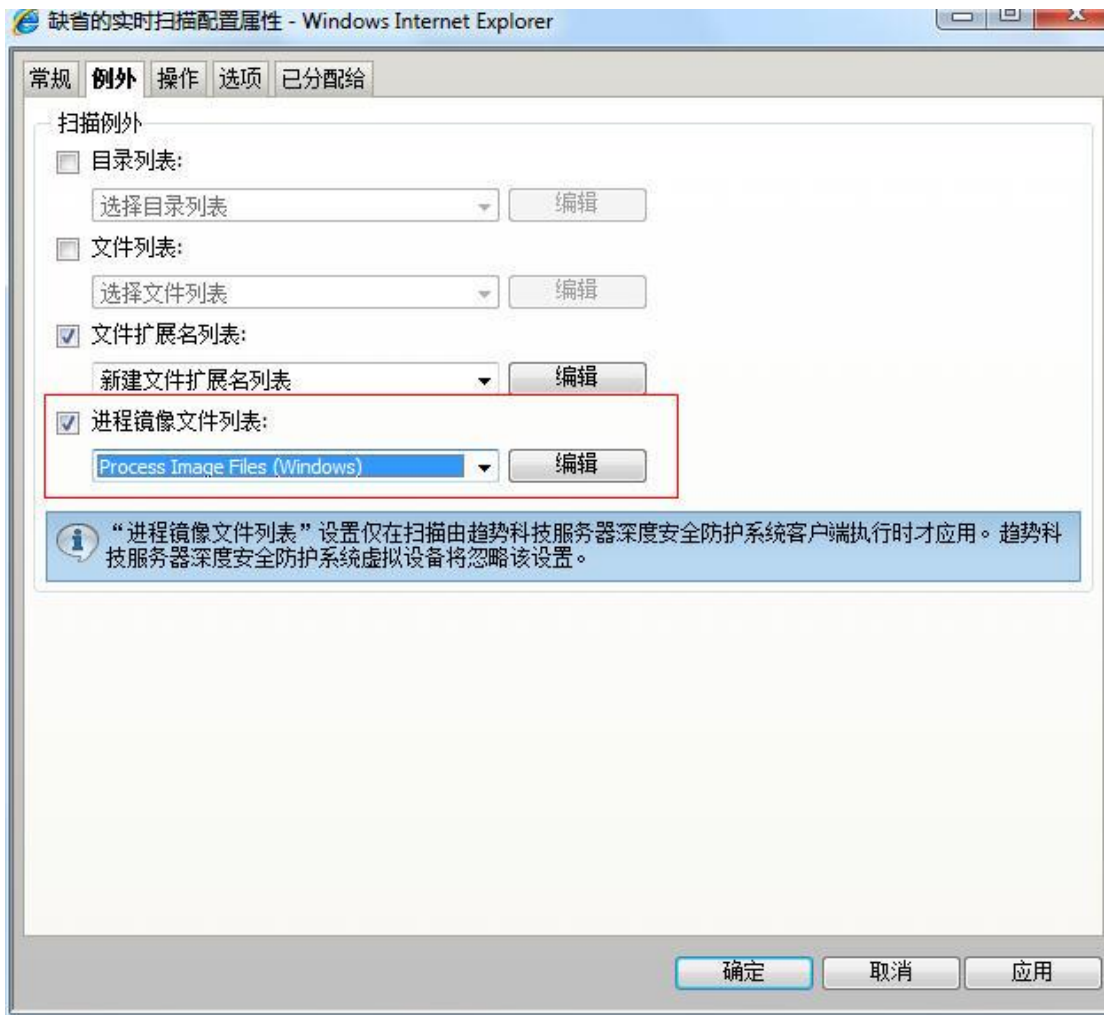 缺省的实时扫描配置属性 - Windows Internet Explorer
常规 例外 操作 选项 已分配给
扫描例外
目录列表:
选择目录列表 编辑
文件列表:
选择文件列表 编辑
文件扩展名列表:
新建文件扩展名列表 编辑
进程镜像文件列表:
Process Image Files (Windows) 编辑
“进程镜像文件列表”设置仅在扫描由趋势科技服务器深度安全防护系统客户端执行时才应用。趋势科
技服务器深度安全防护系统虚拟设备将忽略该设置。
确定 取消 应用